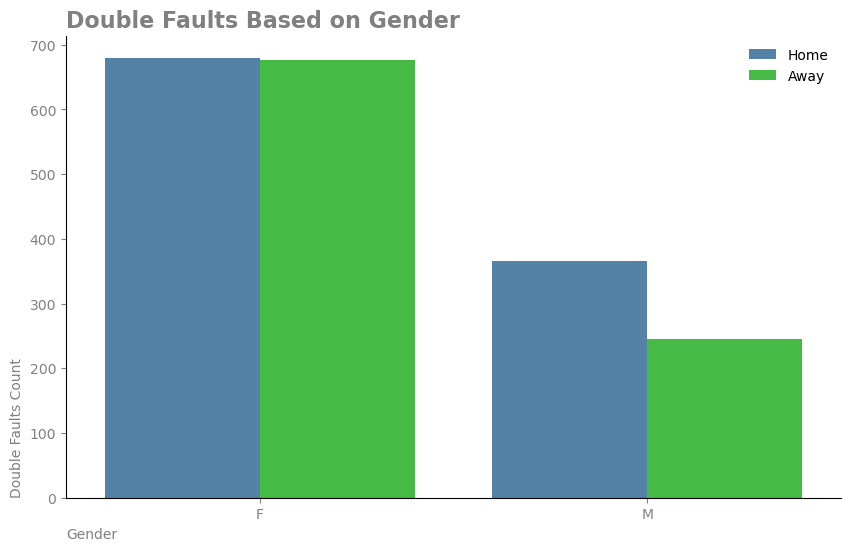 Double Faults Based on Gender
Home
Away
700
600
500
400
300
200
100
0
Double Faults Count
F
M
Gender